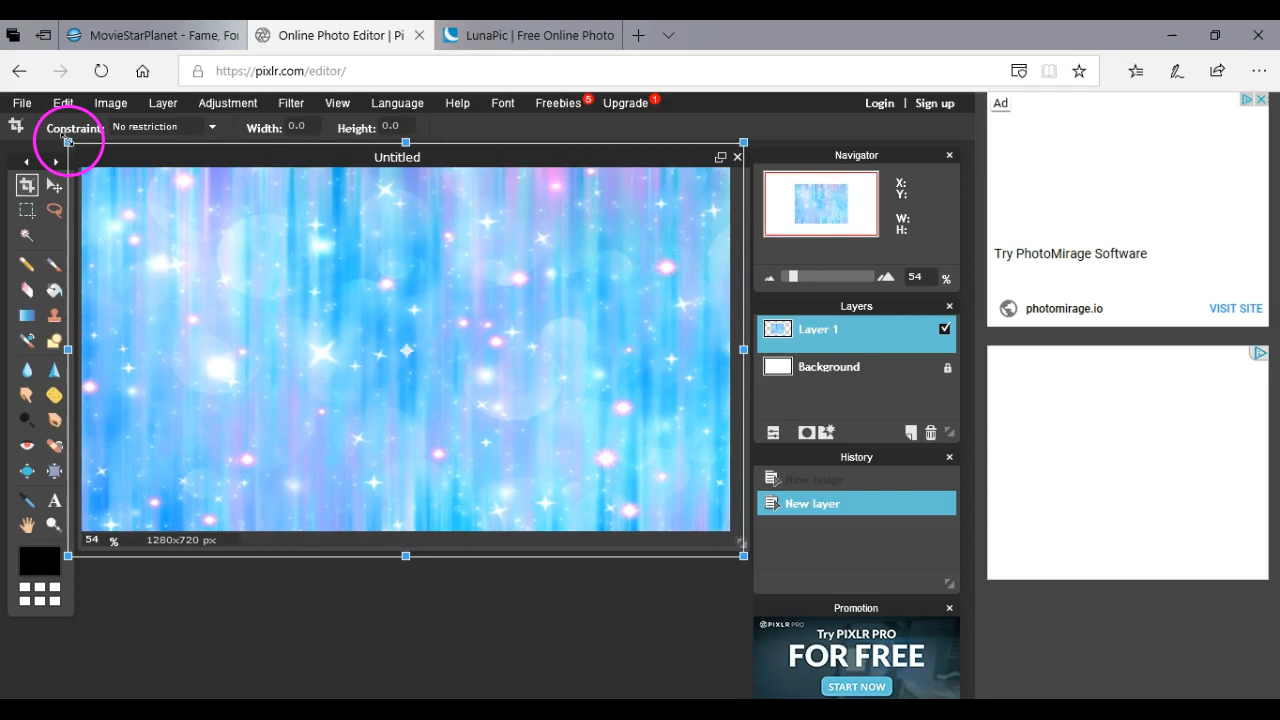 MovieStarPlanet - Fame, For
Online Photo Editor | Pi
LunaPic | Free Online Photo
https://pixlr.com/editor/
File Edit Image Layer Adjustment Filter View Language Help Font Freebies 5 Upgrade 1 Login | Sign up
Constraint: No restriction Width: 0.0 Height: 0.0
Untitled
54 % 1280x720 px
Navigator
X:
Y:
W:
H:
54 %
Layers
Layer 1
Background
History
New image
New layer
Promotion
PIXLR PRO
Try PIXLR PRO
FOR FREE
START NOW
Ad
Try PhotoMirage Software
photomirage.io VISIT SITE